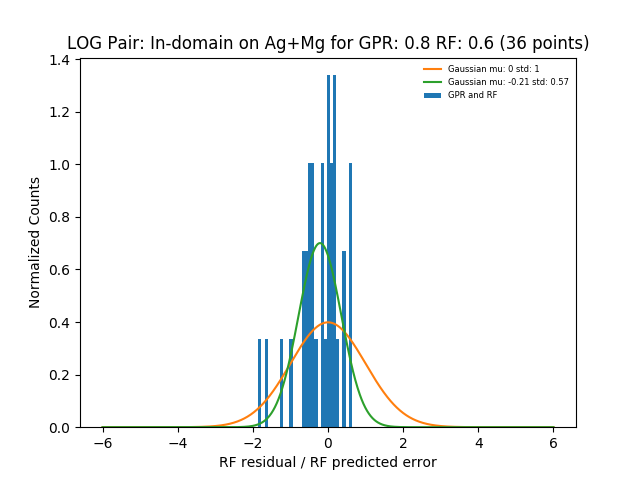 LOG Pair: In-domain on Ag+Mg for GPR: 0.8 RF: 0.6 (36 points)
Gaussian mu: 0 std: 1
Gaussian mu: -0.21 std: 0.57
GPR and RF
Normalized Counts
1.4
1.2
1.0
0.8
0.6
0.4
0.2
0.0
−6
−4
−2
0
2
4
6
RF residual / RF predicted error